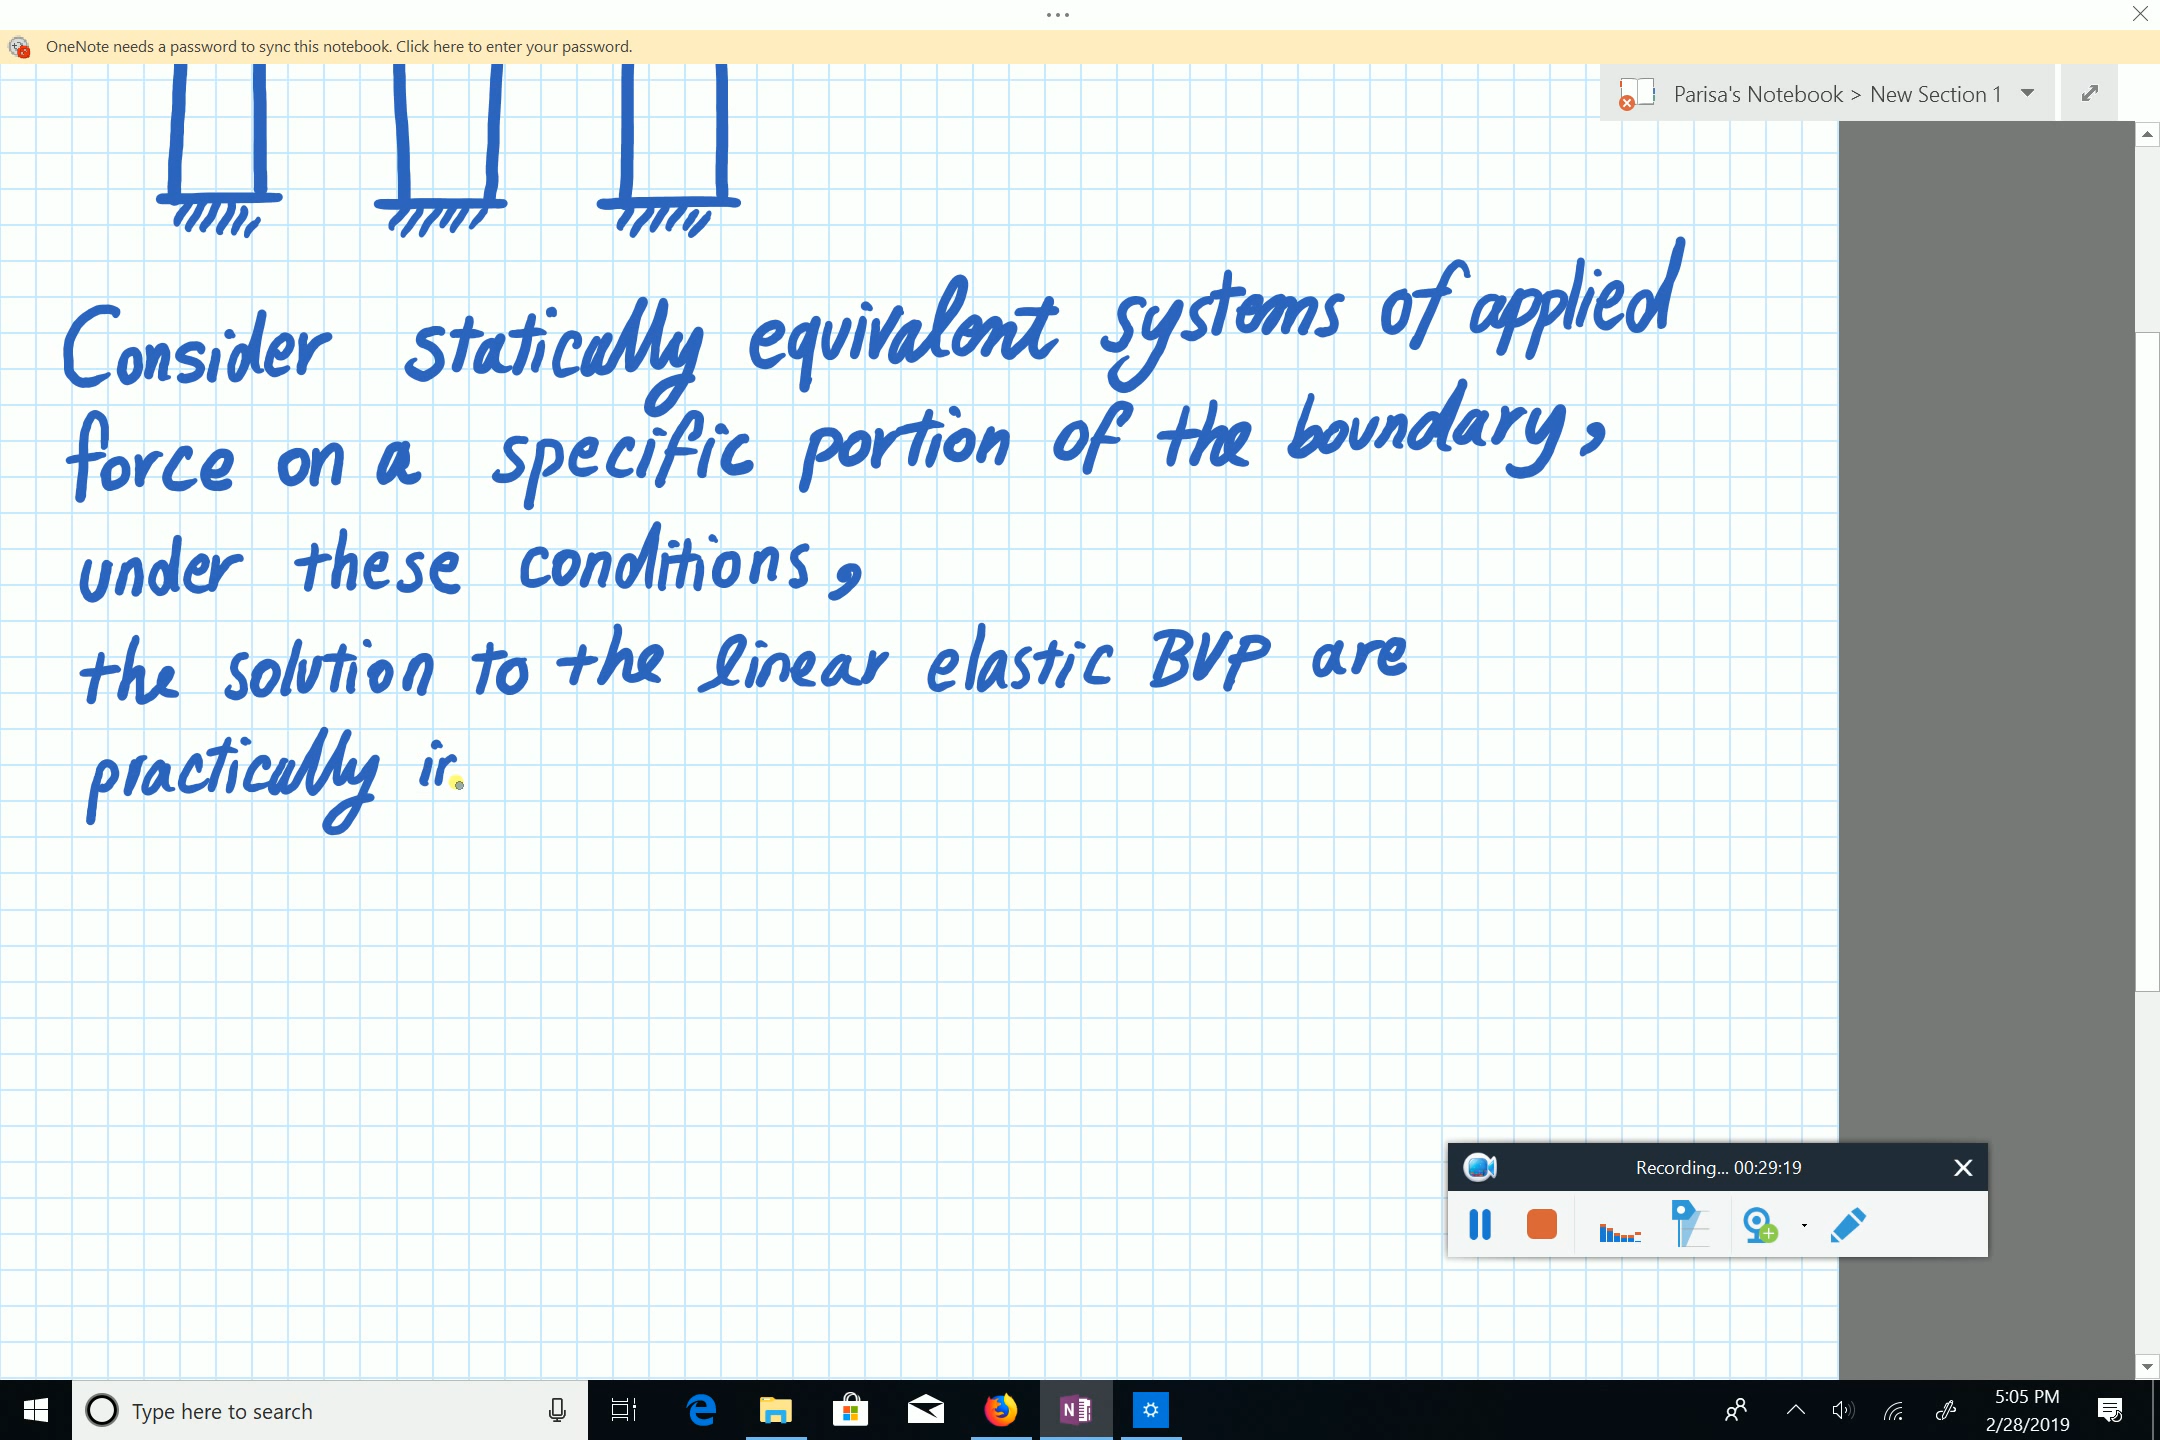 OneNote needs a password to sync this notebook. Click here to enter your password.
Parisa's Notebook > New Section 1
Consider statically equivalent systems of applied
force on a specific portion of the boundary,
under these conditions,
the solution to the linear elastic BVP are
practically in
Recording... 00:29:19
Type here to search
5:05 PM
2/28/2019